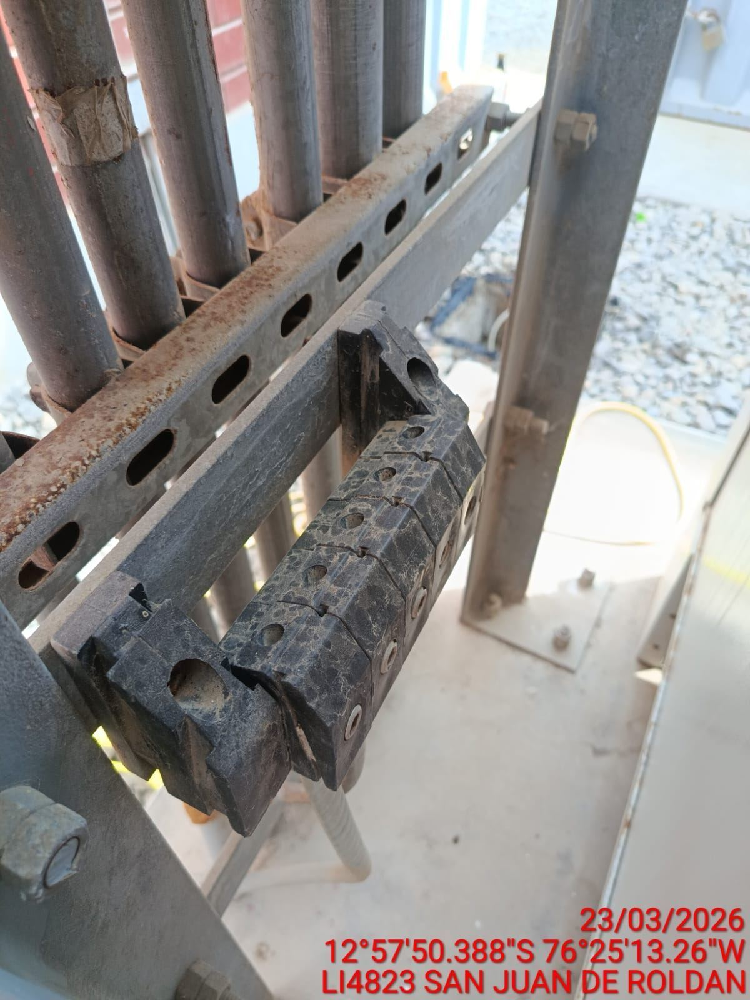 23/03/2026
12°57'50.388"S 76°25'13.26"W
LI4823 SAN JUAN DE ROLDAN